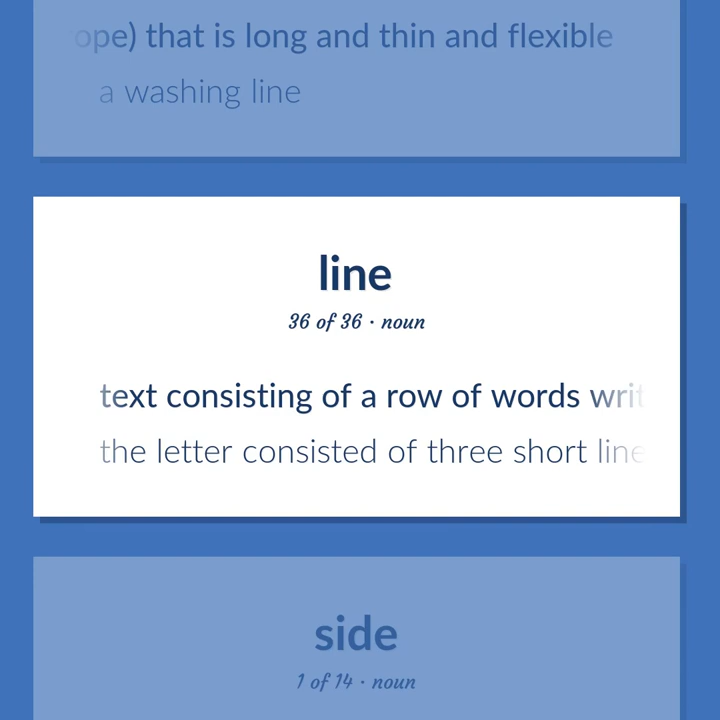 ope) that is long and thin and flexible
a washing line
line
36 of 36 · noun
text consisting of a row of words writ
the letter consisted of three short line
side
1 of 14 · noun